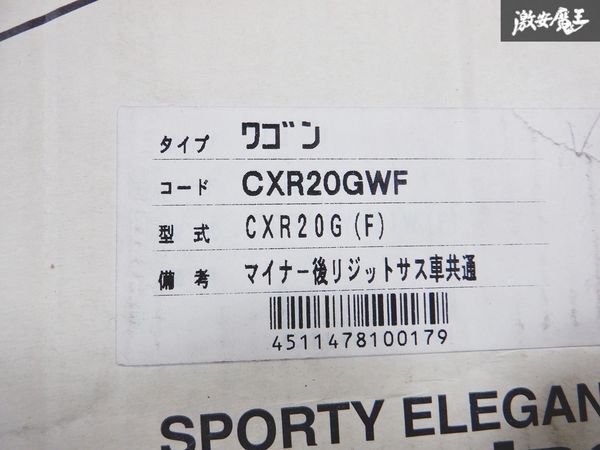 激安魔王
タイプ ワゴン
コード CXR20GWF
型式 CXR20G(F)
備考 マイナー後リジットサス車共通
4511478100179
SPORTY ELEGAN